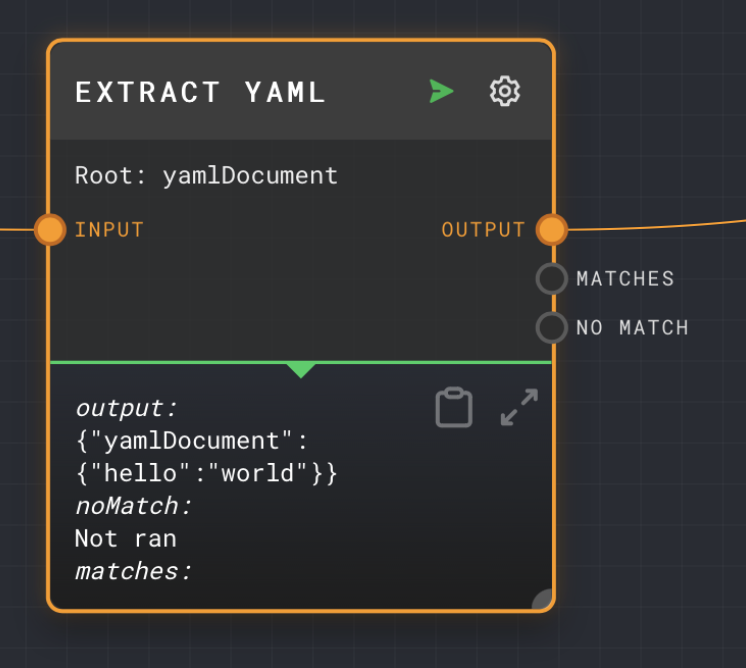 EXTRACT YAML
Root: yamlDocument
INPUT
OUTPUT
MATCHES
NO MATCH
output:
{"yamlDocument":
{"hello":"world"}}
noMatch:
Not ran
matches: